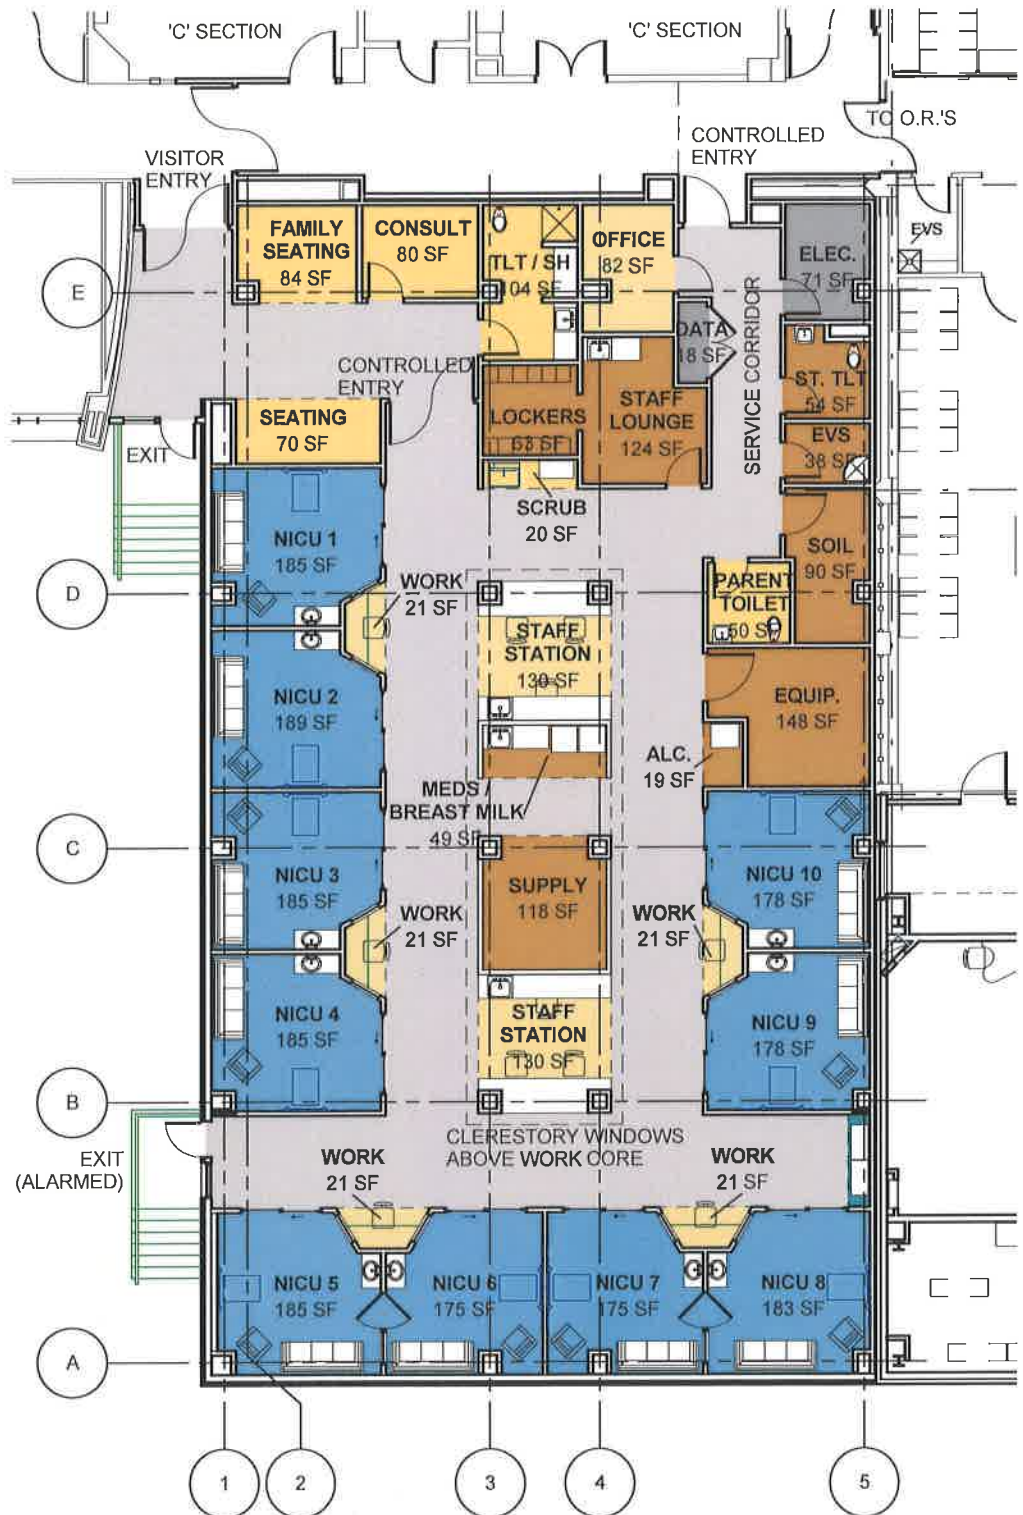 'C' SECTION
'C' SECTION
TO O.R.'S
CONTROLLED
ENTRY
VISITOR
ENTRY
FAMILY
SEATING
84 SF
CONSULT
80 SF
TLT / SH
104 SF
OFFICE
82 SF
ELEC.
71 SF
EVS
E
DATA
18 SF
SERVICE CORRIDOR
CONTROLLED
ENTRY
ST. TLT
54 SF
LOCKERS
63 SF
STAFF
LOUNGE
124 SF
SEATING
70 SF
EXIT
EVS
38 SF
SCRUB
20 SF
NICU 1
185 SF
SOIL
90 SF
D
WORK
21 SF
PARENT
TOILET
50 SF
STAFF
STATION
130 SF
NICU 2
189 SF
EQUIP.
148 SF
ALC.
19 SF
MEDS /
BREAST MILK
49 SF
C
NICU 3
185 SF
SUPPLY
118 SF
NICU 10
178 SF
WORK
21 SF
WORK
21 SF
NICU 4
185 SF
STAFF
STATION
130 SF
NICU 9
178 SF
B
CLERESTORY WINDOWS
ABOVE WORK CORE
EXIT
(ALARMED)
WORK
21 SF
WORK
21 SF
NICU 5
185 SF
NICU 6
175 SF
NICU 7
175 SF
NICU 8
183 SF
A
1
2
3
4
5